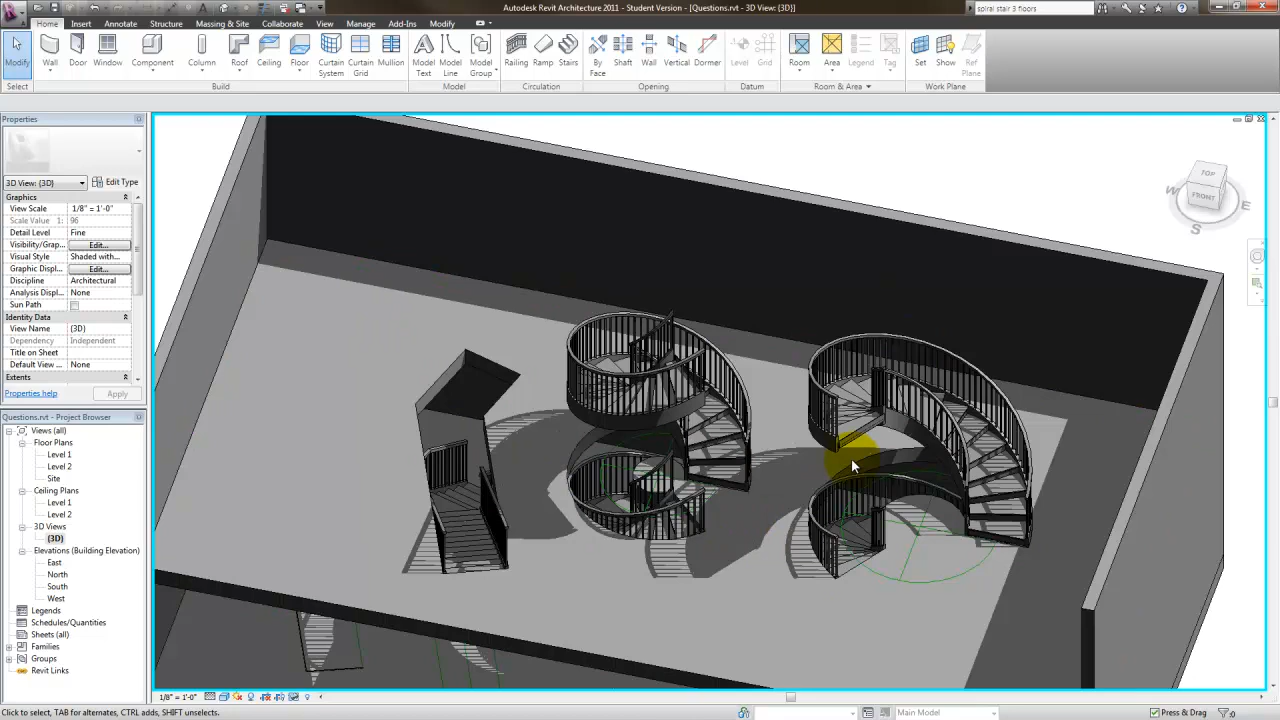 Autodesk Revit Architecture 2011 - Student Version - [Questions.rvt - 3D View: {3D}]
spiral stair 3 floors
Home Insert Annotate Structure Massing & Site Collaborate View Manage Add-Ins Modify
Modify Wall Door Window Component Column Roof Ceiling Floor Curtain System Curtain Grid Mullion Model Text Model Line Model Group Railing Ramp Stairs By Face Shaft Wall Vertical Dormer Level Grid Room Area Legend Tag Set Show Ref Plane
Select Build Model Circulation Opening Datum Room & Area Work Plane
Properties
3D View: {3D} Edit Type
Graphics
View Scale 1/8" = 1'-0"
Scale Value 1: 96
Detail Level Fine
Visibility/Grap... Edit...
Visual Style Shaded with...
Graphic Displ... Edit...
Discipline Architectural
Analysis Displ... None
Sun Path
Identity Data
View Name {3D}
Dependency Independent
Title on Sheet
Default View ... None
Extents
Properties help Apply
Questions.rvt - Project Browser
Views (all)
Floor Plans
Level 1
Level 2
Site
Ceiling Plans
Level 1
Level 2
3D Views
{3D}
Elevations (Building Elevation)
East
North
South
West
Legends
Schedules/Quantities
Sheets (all)
Families
Groups
Revit Links
TOP
FRONT
W
E
S
1/8" = 1'-0"
Click to select, TAB for alternates, CTRL adds, SHIFT unselects.
Main Model
Press & Drag
:0